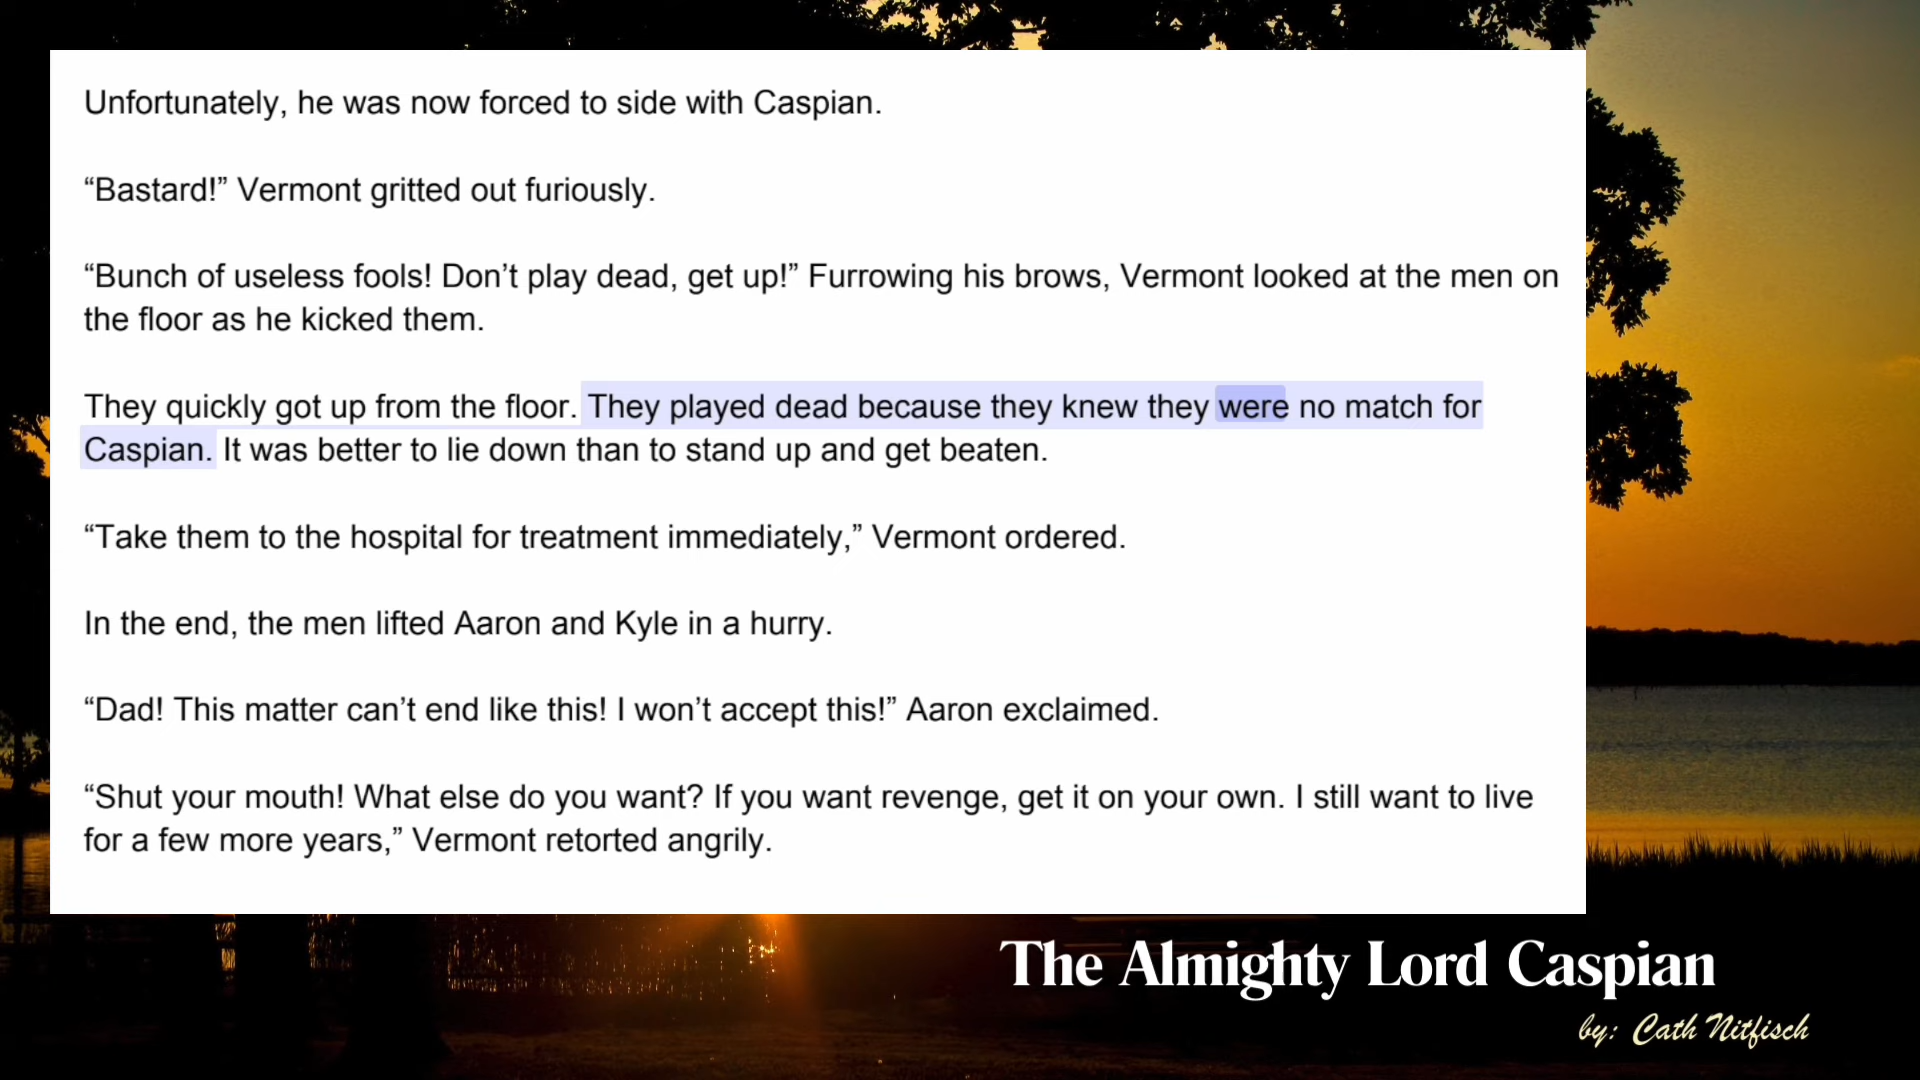 Unfortunately, he was now forced to side with Caspian.
“Bastard!” Vermont gritted out furiously.
“Bunch of useless fools! Don’t play dead, get up!” Furrowing his brows, Vermont looked at the men on
the floor as he kicked them.
They quickly got up from the floor. They played dead because they knew they were no match for
Caspian. It was better to lie down than to stand up and get beaten.
“Take them to the hospital for treatment immediately,” Vermont ordered.
In the end, the men lifted Aaron and Kyle in a hurry.
“Dad! This matter can’t end like this! I won’t accept this!” Aaron exclaimed.
“Shut your mouth! What else do you want? If you want revenge, get it on your own. I still want to live
for a few more years,” Vermont retorted angrily.
The Almighty Lord Caspian
by: Cath Nitfisch